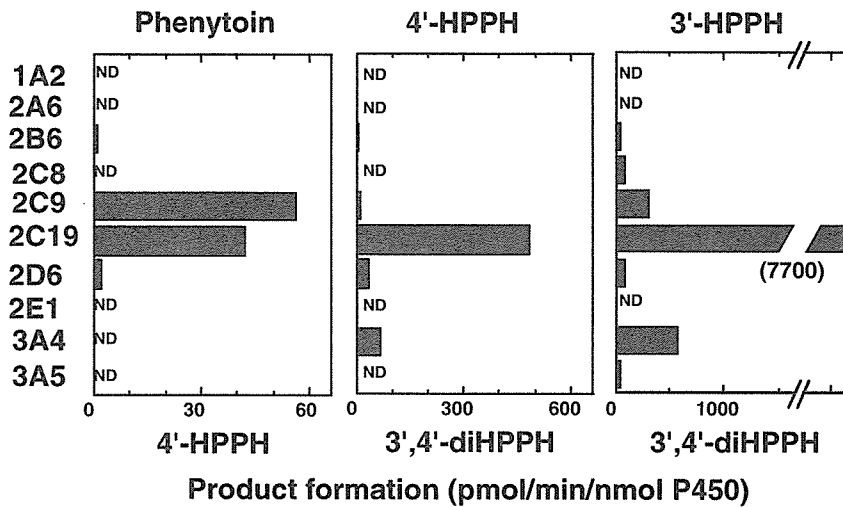 Phenytoin 4'-HPPH 3'-HPPH
1A2 ND ND ND
2A6 ND ND ND
2B6
2C8 ND ND
2C9
2C19
(7700)
2D6
2E1 ND ND ND
3A4 ND
3A5 ND ND
0 30 60 0 300 600 0 1000
4'-HPPH 3',4'-diHPPH 3',4'-diHPPH
Product formation (pmol/min/nmol P450)